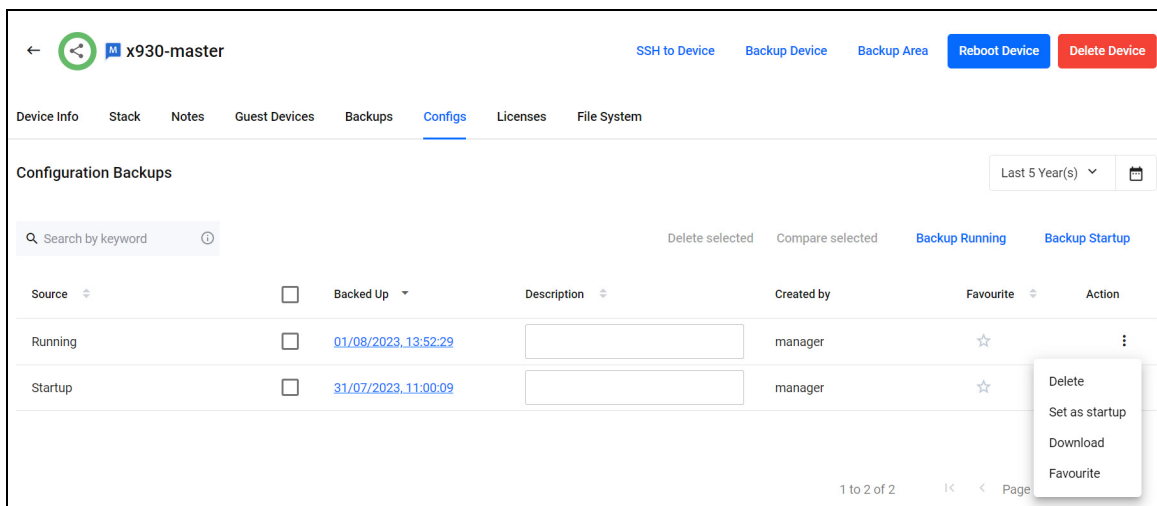 M x930-master
SSH to Device Backup Device Backup Area Reboot Device Delete Device
Device Info Stack Notes Guest Devices Backups Configs Licenses File System
Configuration Backups
Last 5 Year(s)
Search by keyword
Delete selected Compare selected Backup Running Backup Startup
Source Backed Up Description Created by Favourite Action
Running 01/08/2023, 13:52:29 manager
Startup 31/07/2023, 11:00:09 manager
Delete
Set as startup
Download
Favourite
1 to 2 of 2 Page